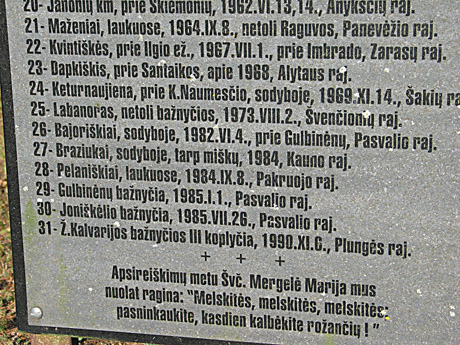 20- Janonių km, prie Skiemonių, 1962.VI.13,14., Anykščių raj.
21- Maženiai, laukuose, 1964.IX.8., netoli Raguvos, Panevėžio raj.
22- Kvintiškės, prie Ilgio ež., 1967.VII.1., prie Imbrado, Zarasų raj.
23- Dapkiškis, prie Santaikos, apie 1968, Alytaus raj.
24- Keturnaujiena, prie K.Naumesčio, sodyboje, 1969.XI.14., Šakių
25- Labanoras, netoli bažnyčios, 1973.VIII.2., Švenčionių raj.
26- Bajoriškiai, sodyboje, 1982.VI.4., prie Gulbinėnų, Pasvalio raj.
27- Braziukai, sodyboje, tarp miškų, 1984, Kauno raj.
28- Pelaniškiai, laukuose, 1984.IX.8., Pakruojo raj.
29- Gulbinėnų bažnyčia, 1985.I.1., Pasvalio raj.
30- Joniškėlio bažnyčia, 1985.VII.26., Pasvalio raj.
31- Ž.Kalvarijos bažnyčios III koplyčia, 1990.XI.C., Plungės raj.
+ + +
Apsireiškimų metu Švč. Mergelė Marija mus
nuolat ragina: "Melskitės, melskitės, melskitės;
pasninkaukite, kasdien kalbėkite rožančių ! "